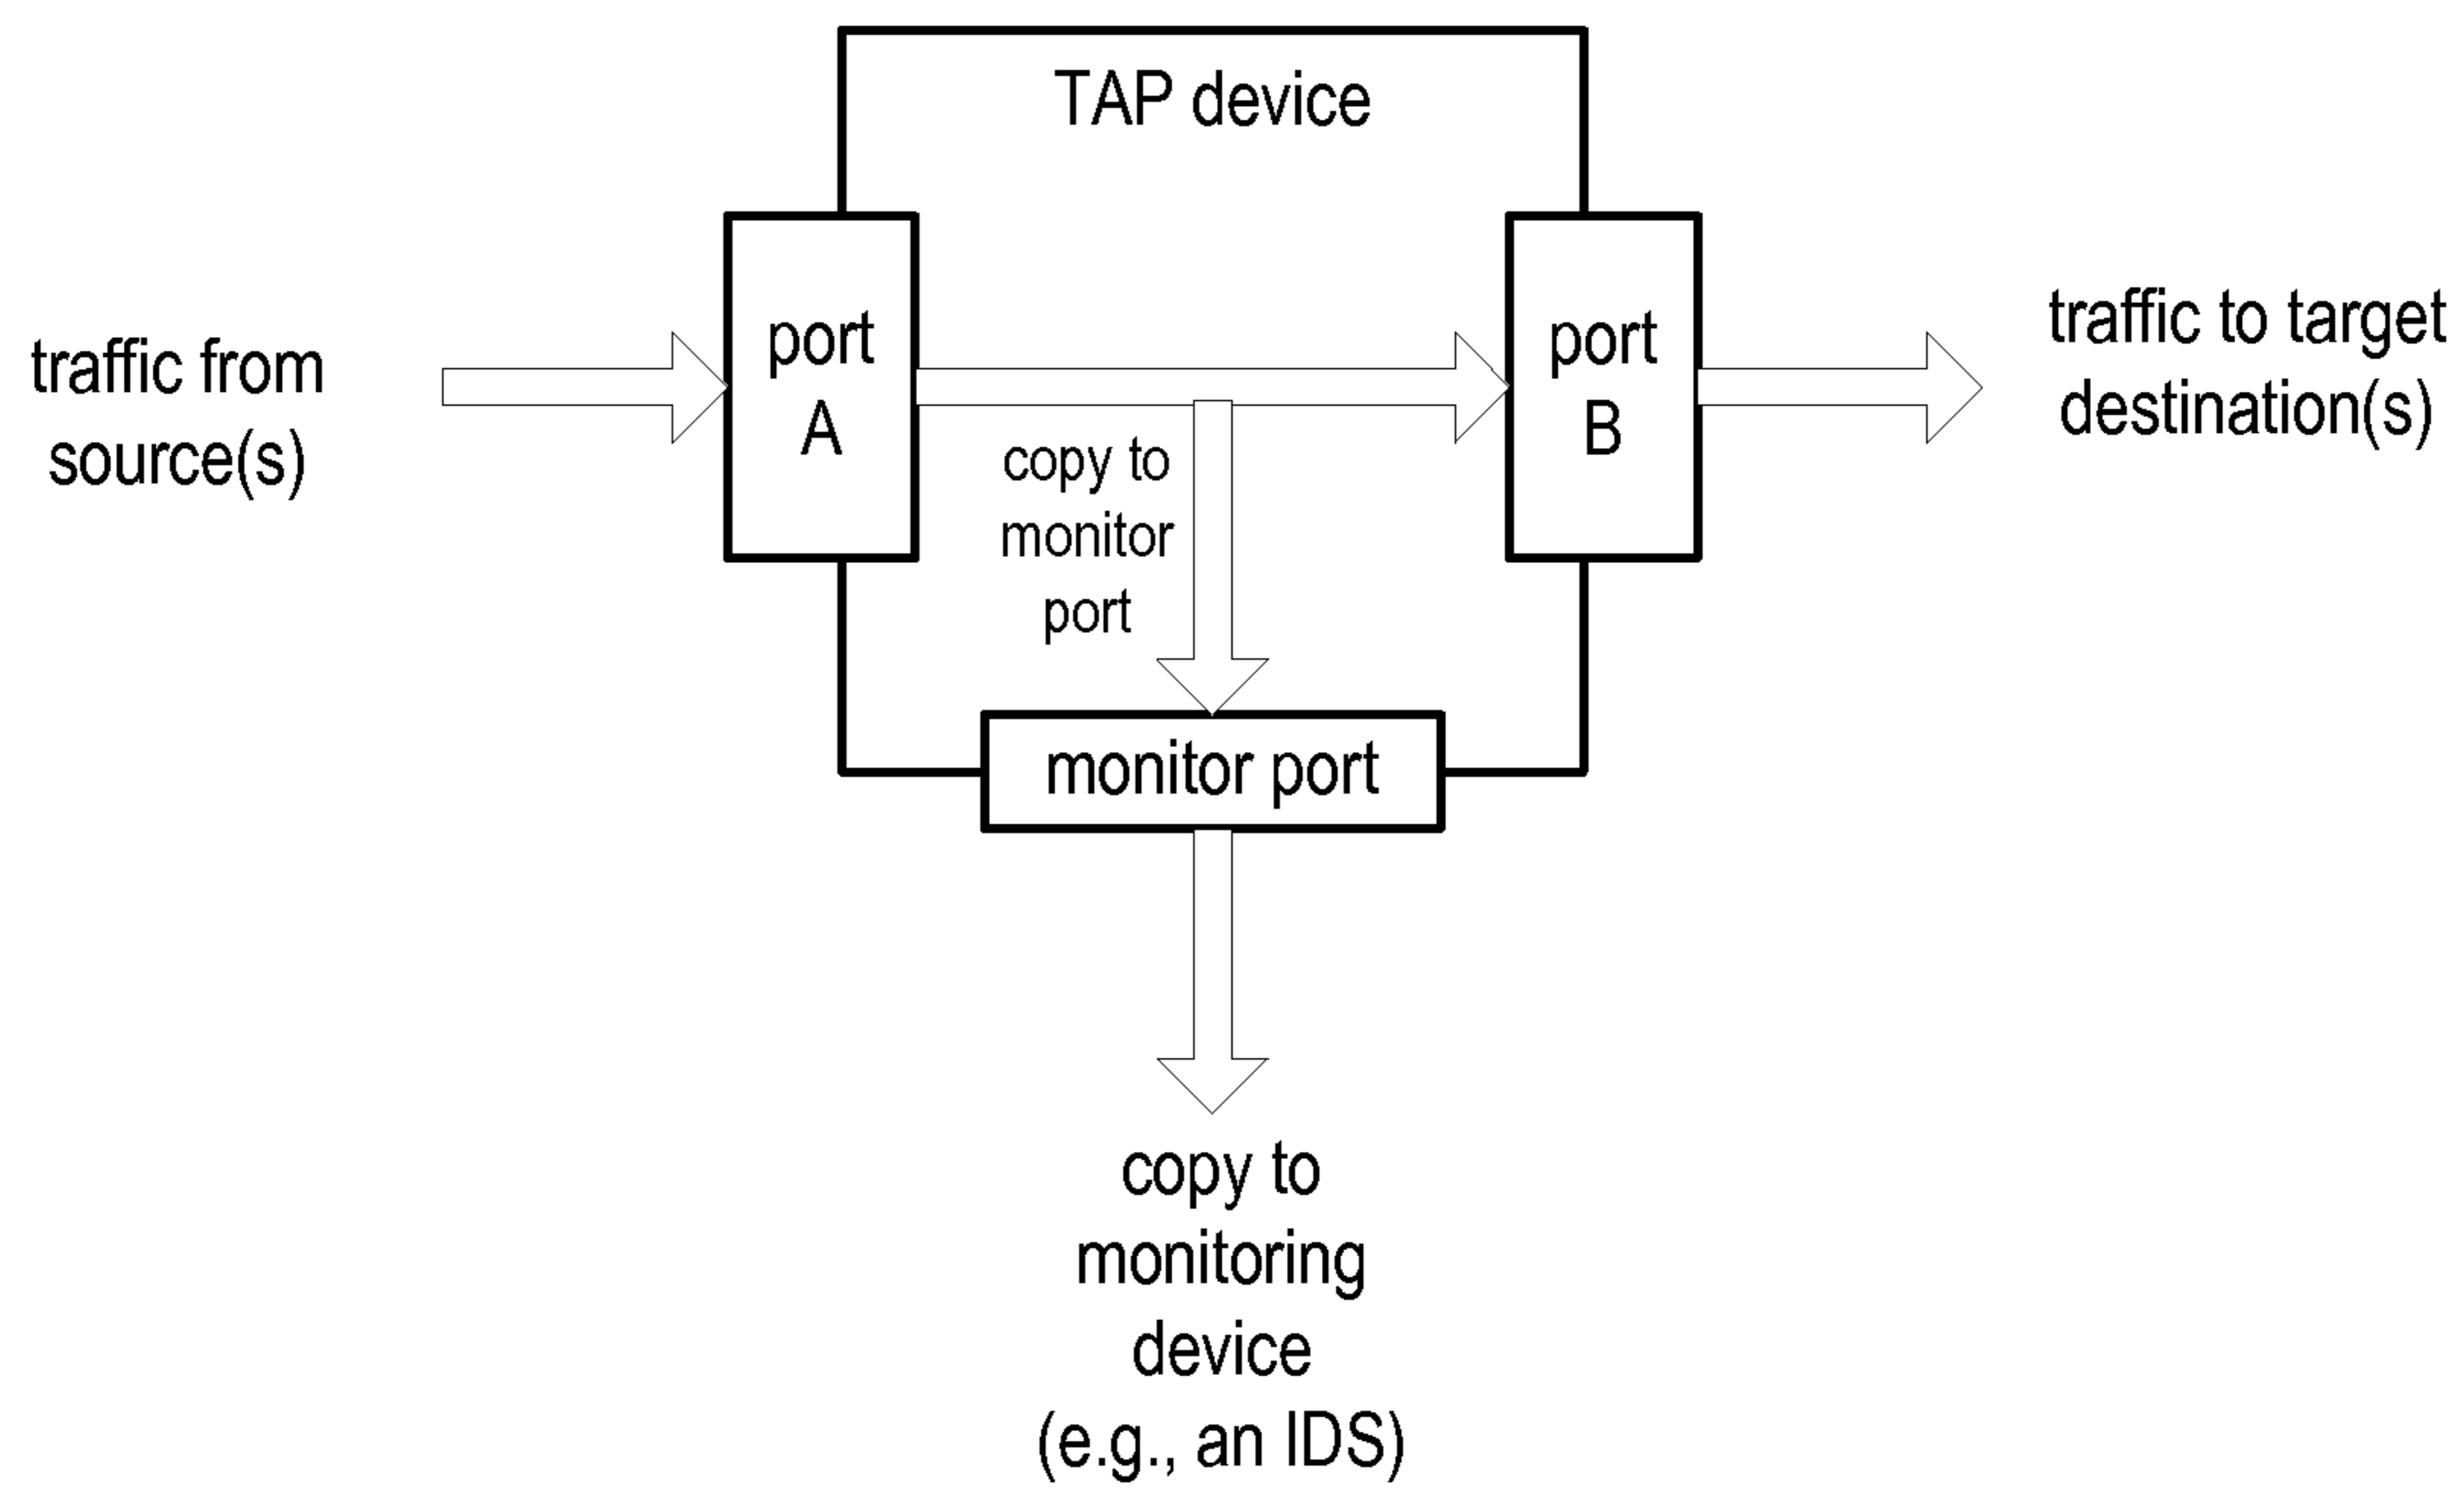 TAP device
traffic from
source(s)
port
A
port
B
traffic to target
destination(s)
copy to
monitor
port
monitor port
copy to
monitoring
device
(e.g., an IDS)